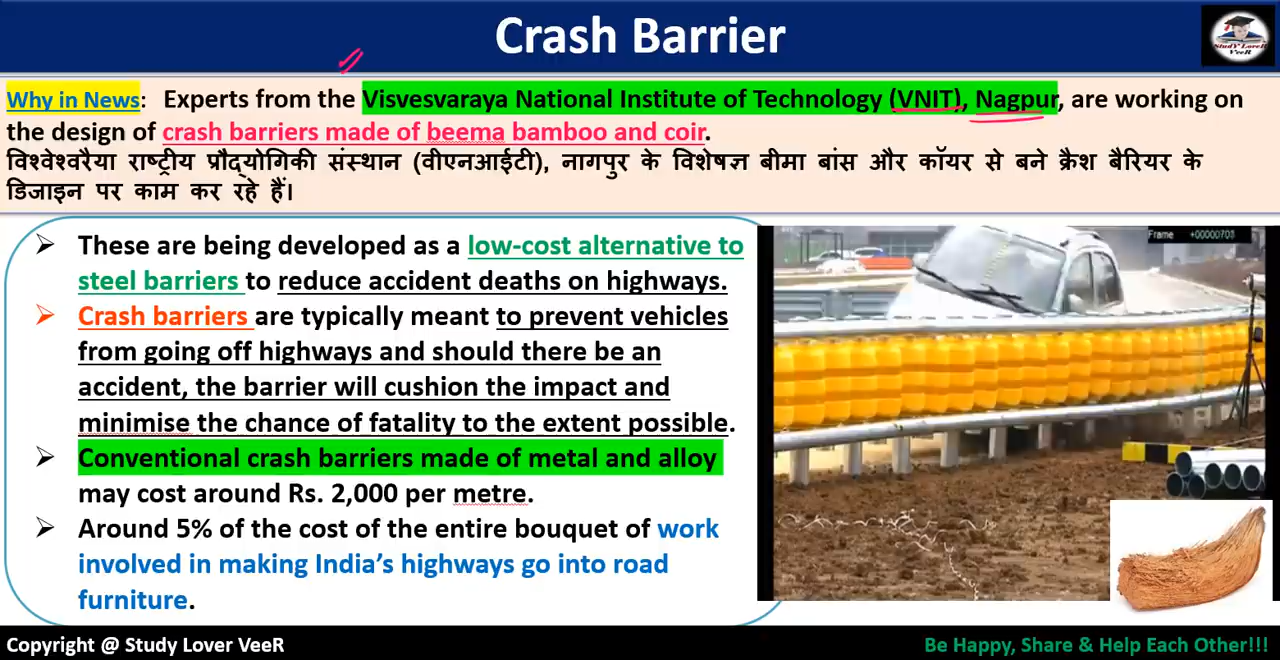 Crash Barrier
StudY LoveR
VeeR
Why in News: Experts from the Visvesvaraya National Institute of Technology (VNIT), Nagpur, are working on
the design of crash barriers made of beema bamboo and coir.
विश्वेश्वरैया राष्ट्रीय प्रौद्योगिकी संस्थान (वीएनआईटी), नागपुर के विशेषज्ञ बीमा बांस और कॉयर से बने क्रैश बैरियर के
डिजाइन पर काम कर रहे हैं।
➢ These are being developed as a low-cost alternative to
steel barriers to reduce accident deaths on highways.
➢ Crash barriers are typically meant to prevent vehicles
from going off highways and should there be an
accident, the barrier will cushion the impact and
minimise the chance of fatality to the extent possible.
➢ Conventional crash barriers made of metal and alloy
may cost around Rs. 2,000 per metre.
➢ Around 5% of the cost of the entire bouquet of work
involved in making India’s highways go into road
furniture.
Frame +00000708
Copyright @ Study Lover VeeR
Be Happy, Share & Help Each Other!!!